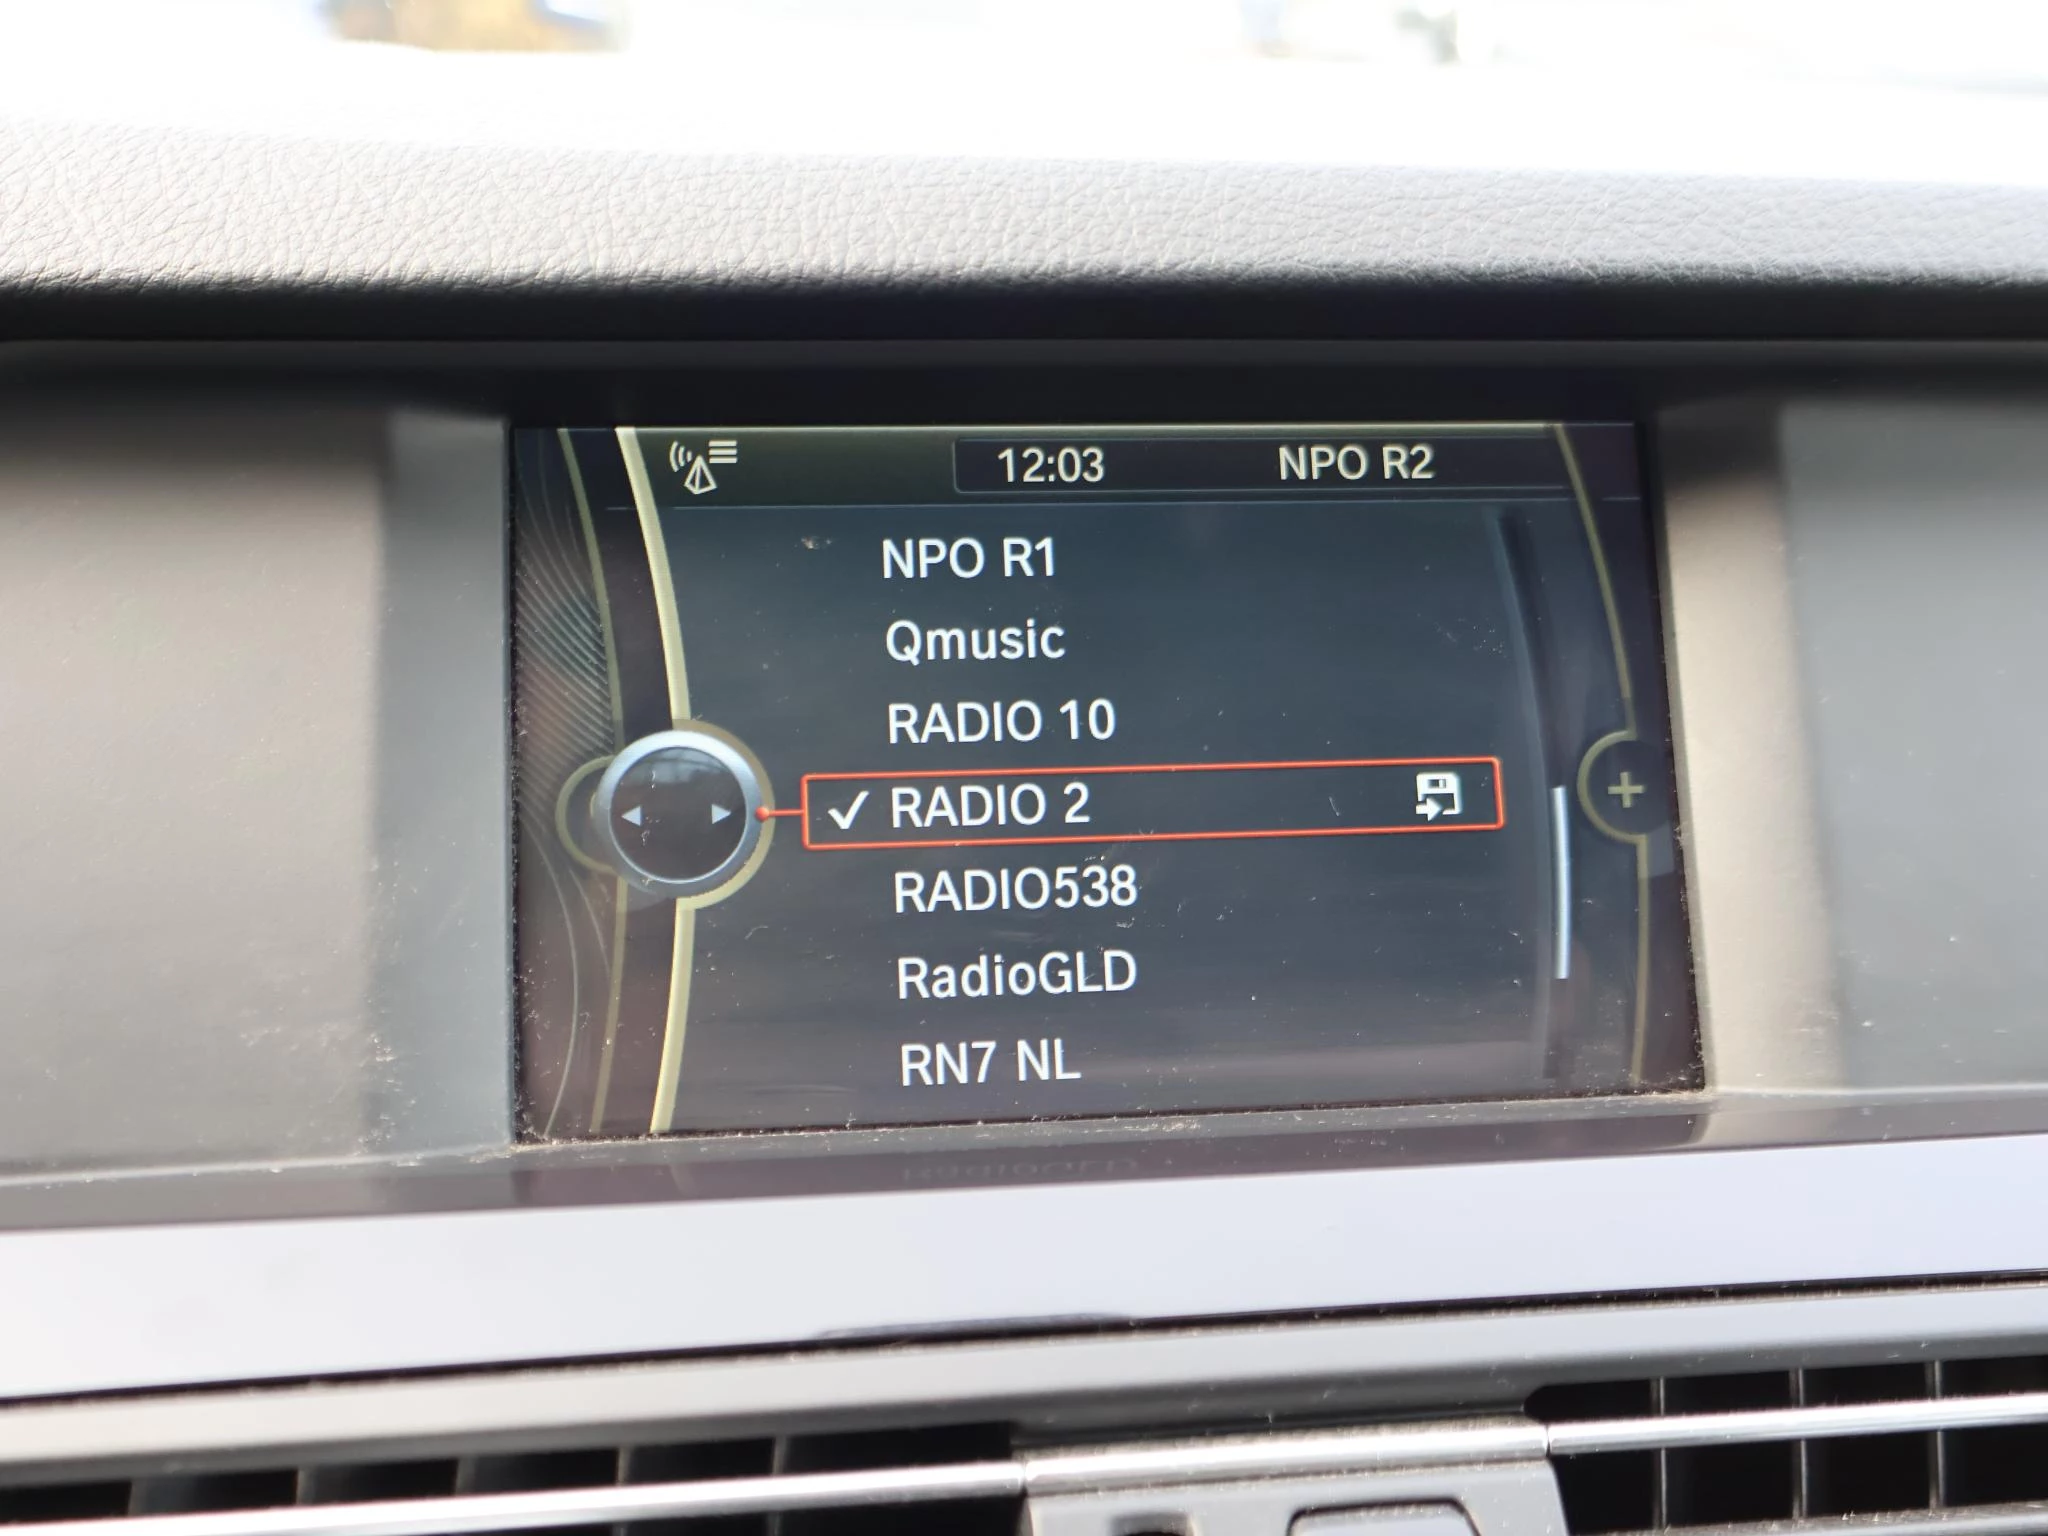 12:03 NPO R2
NPO R1
Qmusic
RADIO 10
RADIO 2
RADIO538
RadioGLD
RN7 NL